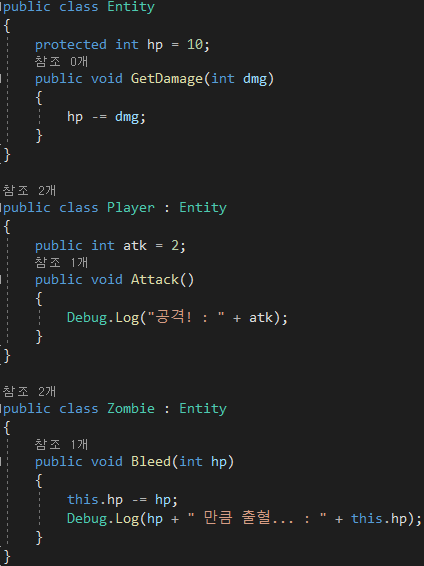 public class Entity
{
protected int hp = 10;
참조 0개
public void GetDamage(int dmg)
{
hp -= dmg;
}
}
참조 2개
public class Player : Entity
{
public int atk = 2;
참조 1개
public void Attack()
{
Debug.Log("공격! : " + atk);
}
}
참조 2개
public class Zombie : Entity
{
참조 1개
public void Bleed(int hp)
{
this.hp -= hp;
Debug.Log(hp + " 만큼 출혈... : " + this.hp);
}
}